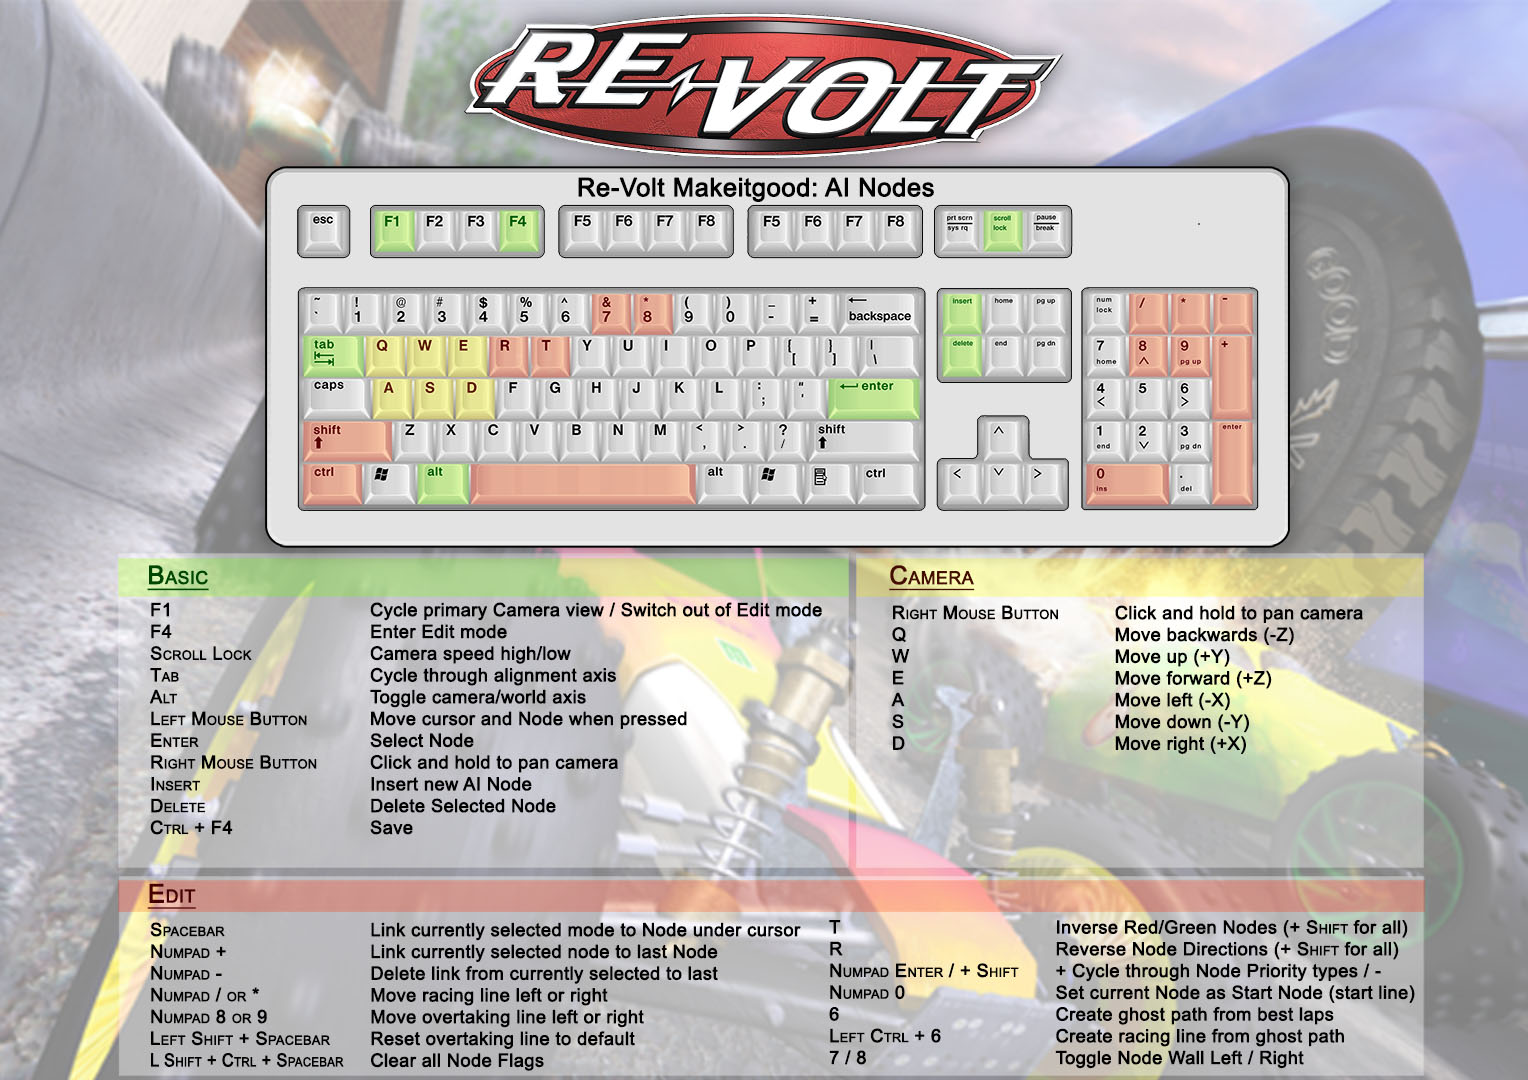 RE-VOLT
Re-Volt Makeitgood: AI Nodes
esc F1 F2 F3 F4 F5 F6 F7 F8 F5 F6 F7 F8 prt scrn sys rq scroll lock pause break
~ ` ! 1 @ 2 # 3 $ 4 % 5 ^ 6 & 7 * 8 ( 9 ) 0 _ - + = backspace insert home pg up num lock / * -
tab Q W E R T Y U I O P { [ } ] | \ delete end pg dn 7 home 8 9 pg up +
caps A S D F G H J K L : ; " ' enter 4 < 5 6 >
shift Z X C V B N M < , > . ? / shift 1 end 2 3 pg dn enter
ctrl alt alt ctrl < > 0 ins . del
BASIC
F1 Cycle primary Camera view / Switch out of Edit mode
F4 Enter Edit mode
SCROLL LOCK Camera speed high/low
TAB Cycle through alignment axis
ALT Toggle camera/world axis
LEFT MOUSE BUTTON Move cursor and Node when pressed
ENTER Select Node
RIGHT MOUSE BUTTON Click and hold to pan camera
INSERT Insert new AI Node
DELETE Delete Selected Node
CTRL + F4 Save
CAMERA
RIGHT MOUSE BUTTON Click and hold to pan camera
Q Move backwards (-Z)
W Move up (+Y)
E Move forward (+Z)
A Move left (-X)
S Move down (-Y)
D Move right (+X)
EDIT
SPACEBAR Link currently selected mode to Node under cursor
NUMPAD + Link currently selected node to last Node
NUMPAD - Delete link from currently selected to last
NUMPAD / OR * Move racing line left or right
NUMPAD 8 OR 9 Move overtaking line left or right
LEFT SHIFT + SPACEBAR Reset overtaking line to default
L SHIFT + CTRL + SPACEBAR Clear all Node Flags
T Inverse Red/Green Nodes (+ SHIFT for all)
R Reverse Node Directions (+ SHIFT for all)
NUMPAD ENTER / + SHIFT + Cycle through Node Priority types / -
NUMPAD 0 Set current Node as Start Node (start line)
6 Create ghost path from best laps
LEFT CTRL + 6 Create racing line from ghost path
7 / 8 Toggle Node Wall Left / Right